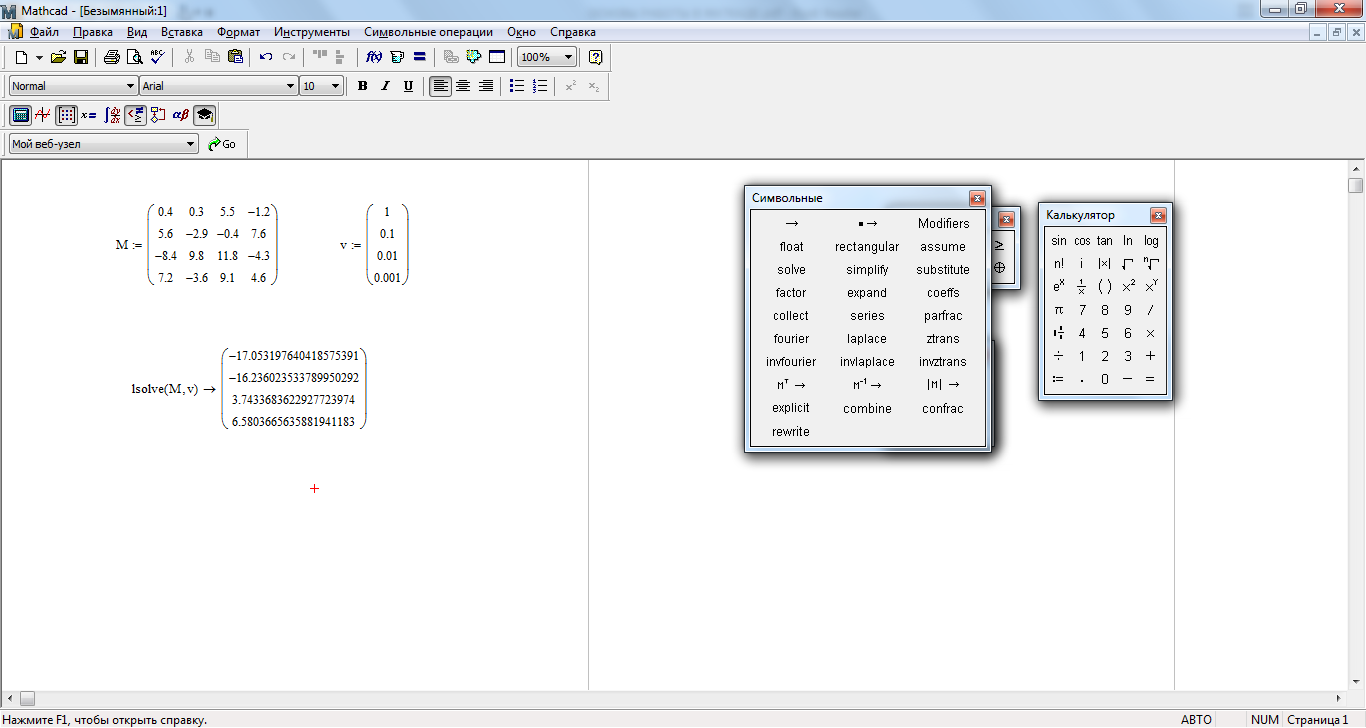 Mathcad - [Безымянный:1]
Файл Правка Вид Вставка Формат Инструменты Символьные операции Окно Справка
100%
Normal Arial 10 B I U
x= αβ
Мой веб-узел Go
M := 0.4 0.3 5.5 −1.2
5.6 −2.9 −0.4 7.6
−8.4 9.8 11.8 −4.3
7.2 −3.6 9.1 4.6
v := 1
0.1
0.01
0.001
lsolve(M, v) → −17.053197640418575391
−16.236023533789950292
3.7433683622927723974
6.5803665635881941183
Символьные
→ ▪ → Modifiers
float rectangular assume
solve simplify substitute
factor expand coeffs
collect series parfrac
fourier laplace ztrans
invfourier invlaplace invztrans
Mᵀ → M⁻¹ → |M| →
explicit combine confrac
rewrite
≥
⊕
Калькулятор
sin cos tan ln log
n! i |×| √ ⁿ√
eˣ 1/x ( ) ×² ×ʸ
π 7 8 9 /
4 5 6 ×
÷ 1 2 3 +
:= . 0 − =
Нажмите F1, чтобы открыть справку.
АВТО NUM Страница 1